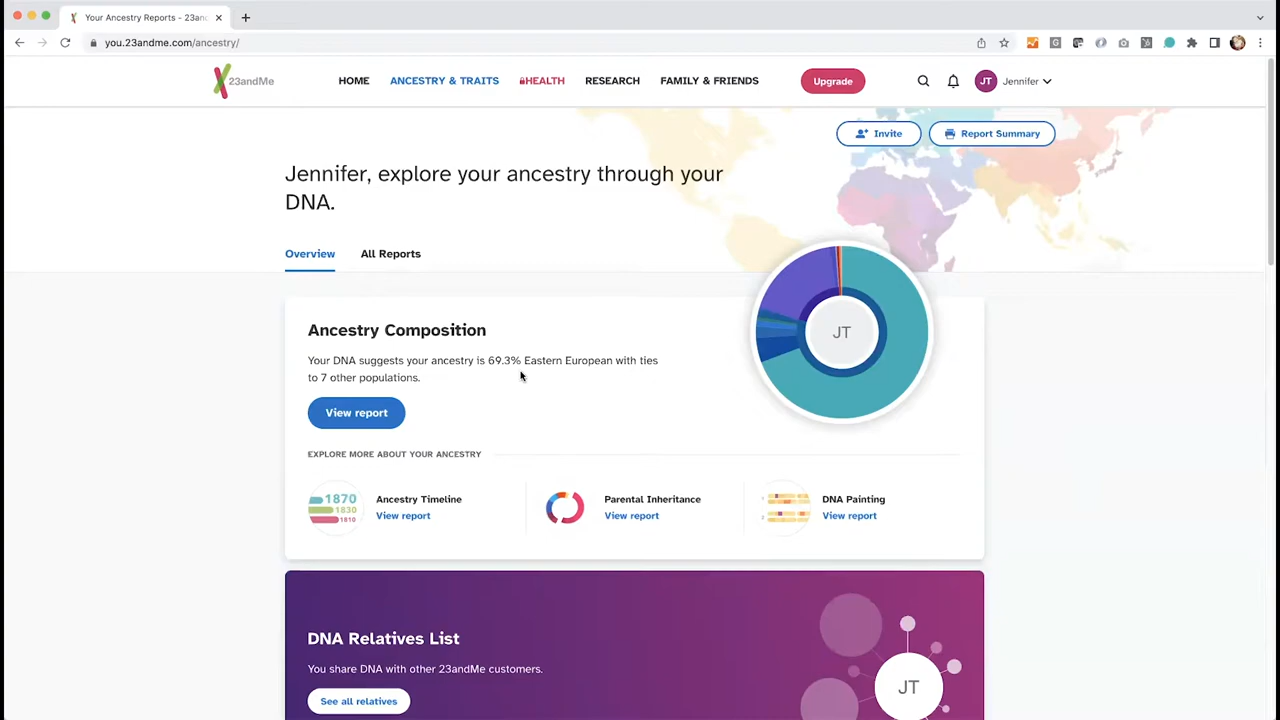 Your Ancestry Reports - 23anc
you.23andme.com/ancestry/
23andMe
HOME
ANCESTRY & TRAITS
HEALTH
RESEARCH
FAMILY & FRIENDS
Upgrade
JT
Jennifer
Invite
Report Summary
Jennifer, explore your ancestry through your
DNA.
Overview
All Reports
Ancestry Composition
Your DNA suggests your ancestry is 69.3% Eastern European with ties
to 7 other populations.
View report
JT
EXPLORE MORE ABOUT YOUR ANCESTRY
1870
1830
1810
Ancestry Timeline
View report
Parental Inheritance
View report
DNA Painting
View report
DNA Relatives List
You share DNA with other 23andMe customers.
See all relatives
JT